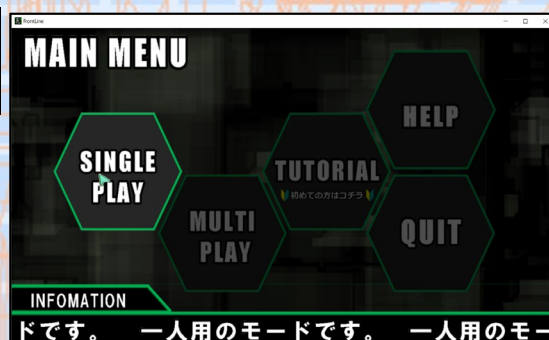 FrontLine
MAIN MENU
SINGLE
PLAY
MULTI
PLAY
TUTORIAL
🔰初めての方はコチラ🔰
HELP
QUIT
INFOMATION
ドです。 一人用のモードです。 一人用のモー